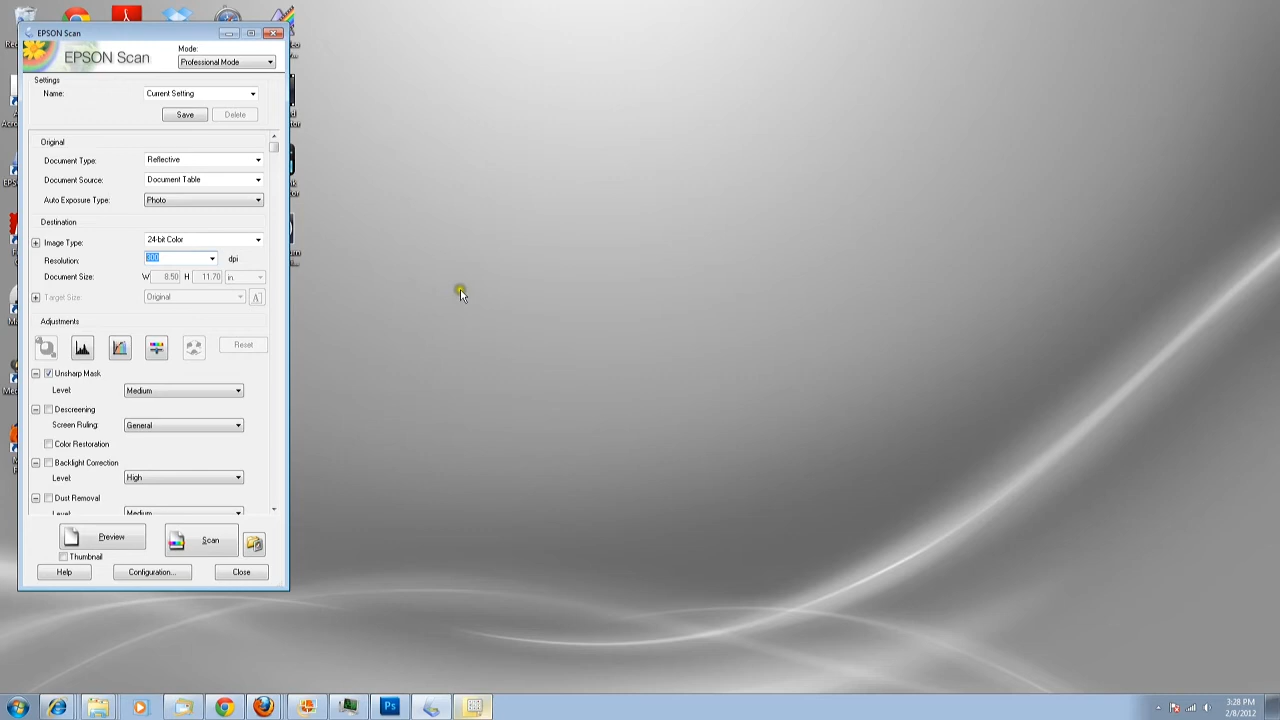 EPSON Scan
EPSON Scan
Mode:
Professional Mode
Settings
Name: Current Setting
Save Delete
Original
Document Type: Reflective
Document Source: Document Table
Auto Exposure Type: Photo
Destination
Image Type: 24-bit Color
Resolution: 300 dpi
Document Size: W 8.50 H 11.70 in.
Target Size: Original A
Adjustments
Reset
Unsharp Mask
Level: Medium
Descreening
Screen Ruling: General
Color Restoration
Backlight Correction
Level: High
Dust Removal
Level: Medium
Preview Scan
Thumbnail
Help Configuration... Close
Ps
3:28 PM
2/8/2012